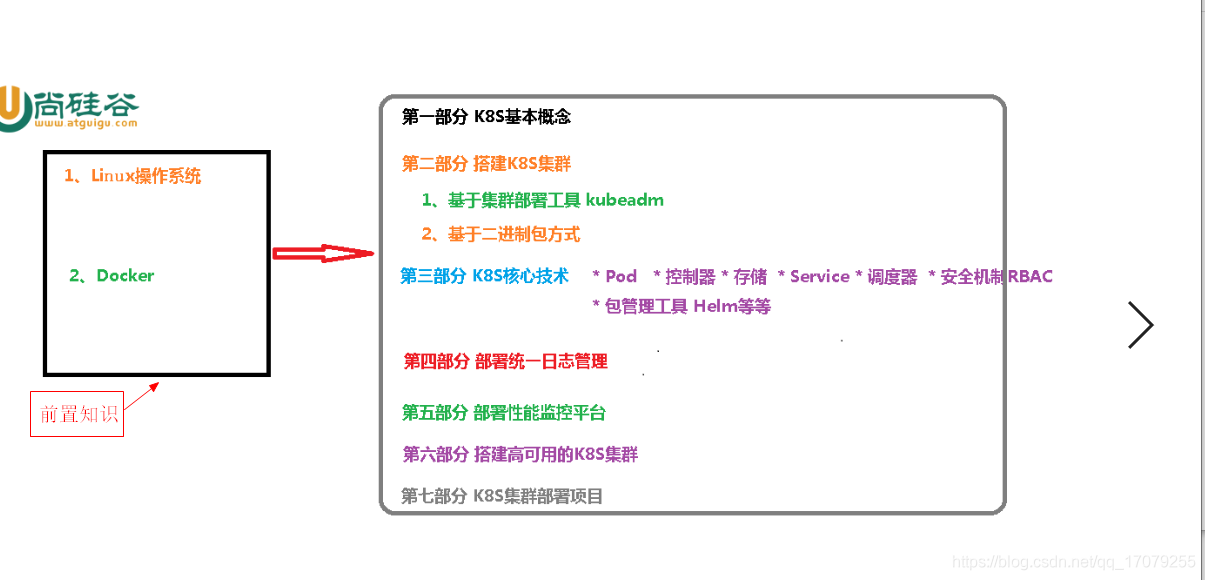 尚硅谷
www.atguigu.com
1、Linux操作系统
2、Docker
前置知识
第一部分 K8S基本概念
第二部分 搭建K8S集群
1、基于集群部署工具 kubeadm
2、基于二进制包方式
第三部分 K8S核心技术 * Pod * 控制器 * 存储 * Service * 调度器 * 安全机制RBAC
* 包管理工具 Helm等等
第四部分 部署统一日志管理
第五部分 部署性能监控平台
第六部分 搭建高可用的K8S集群
第七部分 K8S集群部署项目
https://blog.csdn.net/qq_17079255